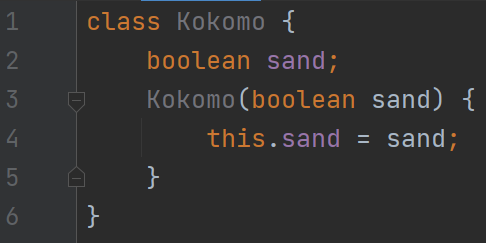 1 class Kokomo {
2     boolean sand;
3     Kokomo(boolean sand) {
4         this.sand = sand;
5     }
6 }